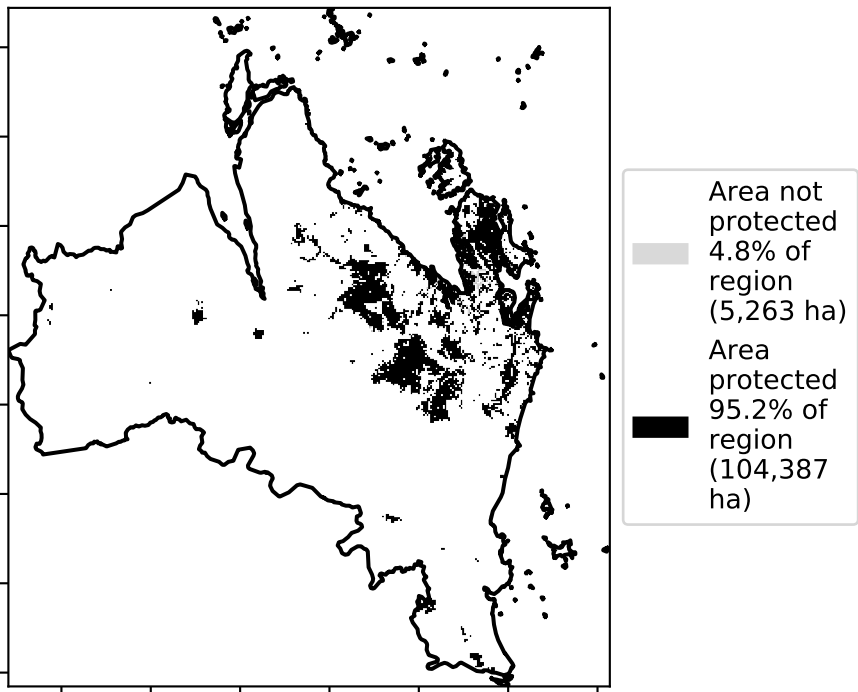 Area not
protected
4.8% of
region
(5,263 ha)
Area
protected
95.2% of
region
(104,387
ha)